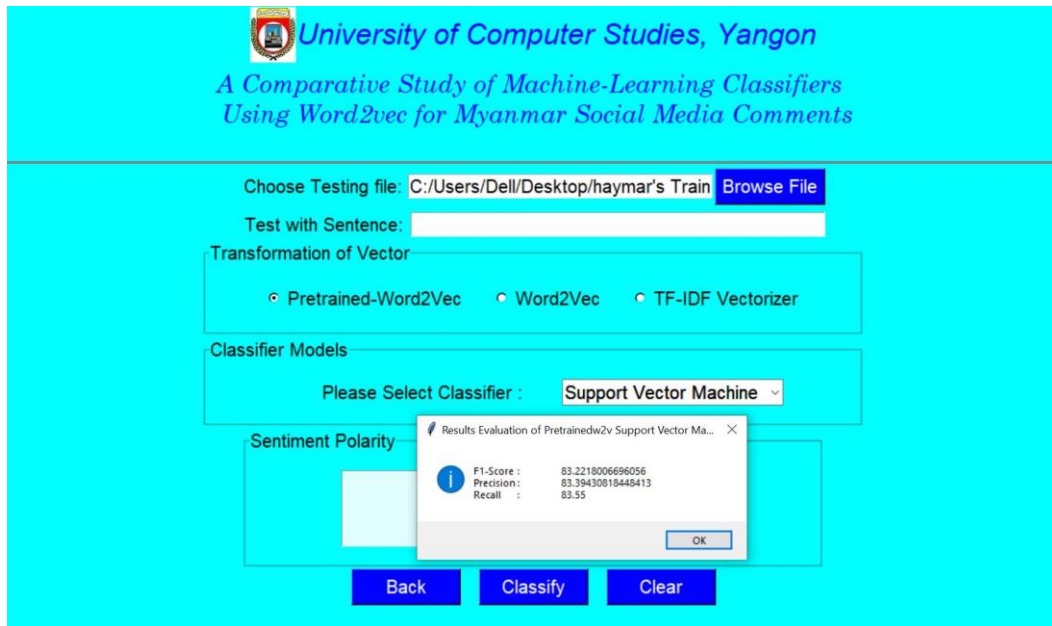 University of Computer Studies, Yangon
A Comparative Study of Machine-Learning Classifiers
Using Word2vec for Myanmar Social Media Comments
Choose Testing file: C:/Users/Dell/Desktop/haymar's Train Browse File
Test with Sentence:
Transformation of Vector
Pretrained-Word2Vec Word2Vec TF-IDF Vectorizer
Classifier Models
Please Select Classifier : Support Vector Machine
Sentiment Polarity
Results Evaluation of Pretrainedw2v Support Vector Ma...
F1-Score : 83.2218006696056
Precision : 83.39430818448413
Recall : 83.55
OK
Back Classify Clear